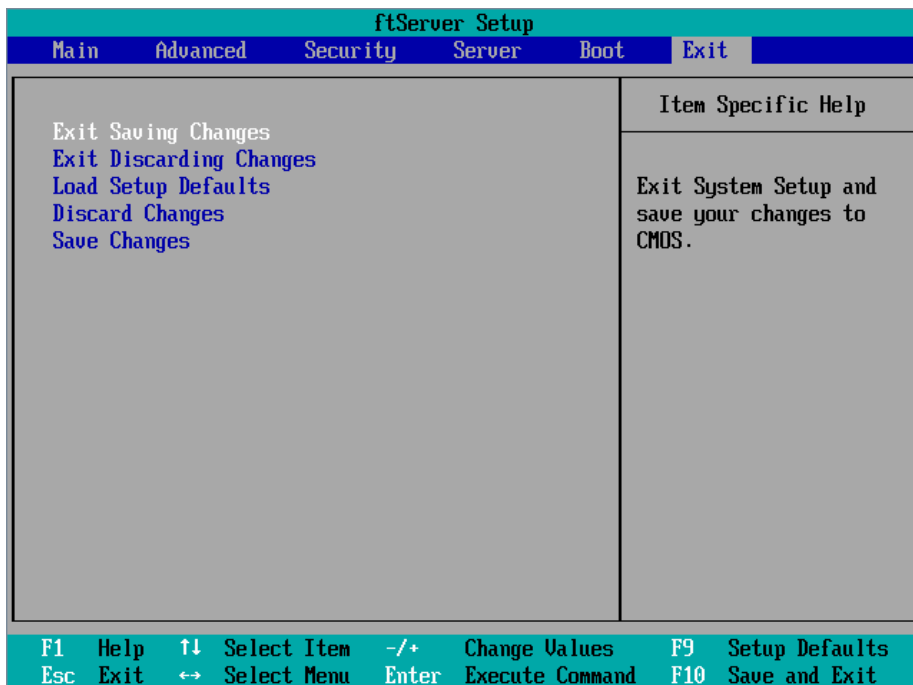 ftServer Setup
Main Advanced Security Server Boot Exit
Exit Saving Changes
Exit Discarding Changes
Load Setup Defaults
Discard Changes
Save Changes
Item Specific Help
Exit System Setup and
save your changes to
CMOS.
F1 Help ↑↓ Select Item -/+ Change Values F9 Setup Defaults
Esc Exit ↔ Select Menu Enter Execute Command F10 Save and Exit